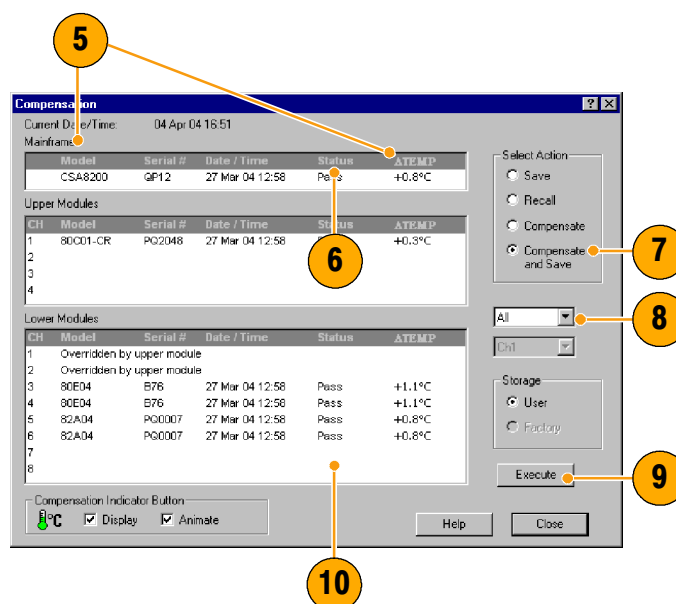 5
Compensation
Current Date/Time: 04 Apr 04 16:51
Mainframe
Model Serial # Date / Time Status ΔTEMP
CSA8200 QP12 27 Mar 04 12:58 Pass +0.8°C
Upper Modules
CH Model Serial # Date / Time Status ΔTEMP
1 80C01-CR PQ2048 27 Mar 04 12:58 +0.3°C
2
3
4
6
Lower Modules
CH Model Serial # Date / Time Status ΔTEMP
1 Overridden by upper module
2 Overridden by upper module
3 80E04 B76 27 Mar 04 12:58 Pass +1.1°C
4 80E04 B76 27 Mar 04 12:58 Pass +1.1°C
5 82A04 PQ0007 27 Mar 04 12:58 Pass +0.8°C
6 82A04 PQ0007 27 Mar 04 12:58 Pass +0.8°C
7
8
Compensation Indicator Button
°C Display Animate
Select Action
Save
Recall
Compensate
Compensate
and Save
7
All
8
Ch1
Storage
User
Factory
Execute
9
Help Close
10